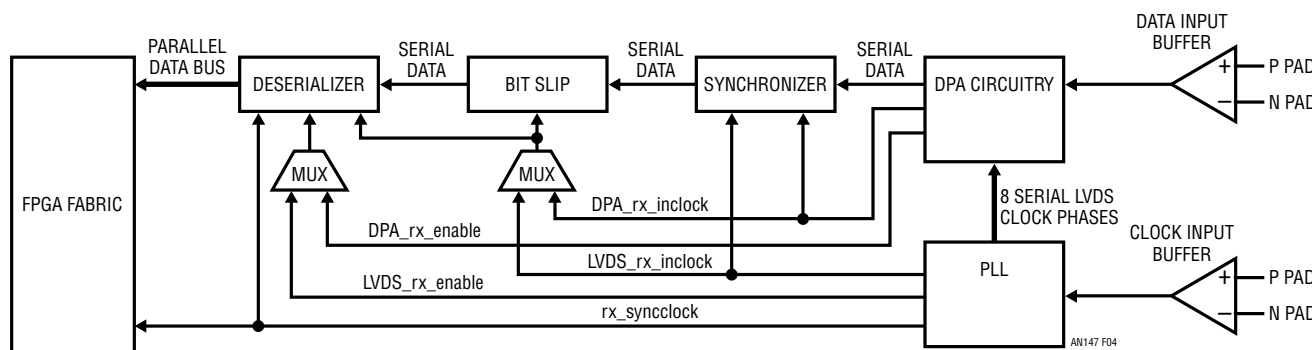 DATA INPUT
BUFFER
PARALLEL
DATA BUS
SERIAL
DATA
SERIAL
DATA
SERIAL
DATA
+
P PAD
DESERIALIZER
BIT SLIP
SYNCHRONIZER
DPA CIRCUITRY
−
N PAD
MUX
MUX
FPGA FABRIC
DPA_rx_inclock
8 SERIAL LVDS
CLOCK PHASES
DPA_rx_enable
CLOCK INPUT
BUFFER
LVDS_rx_inclock
PLL
+
P PAD
LVDS_rx_enable
rx_syncclock
−
N PAD
AN147 F04